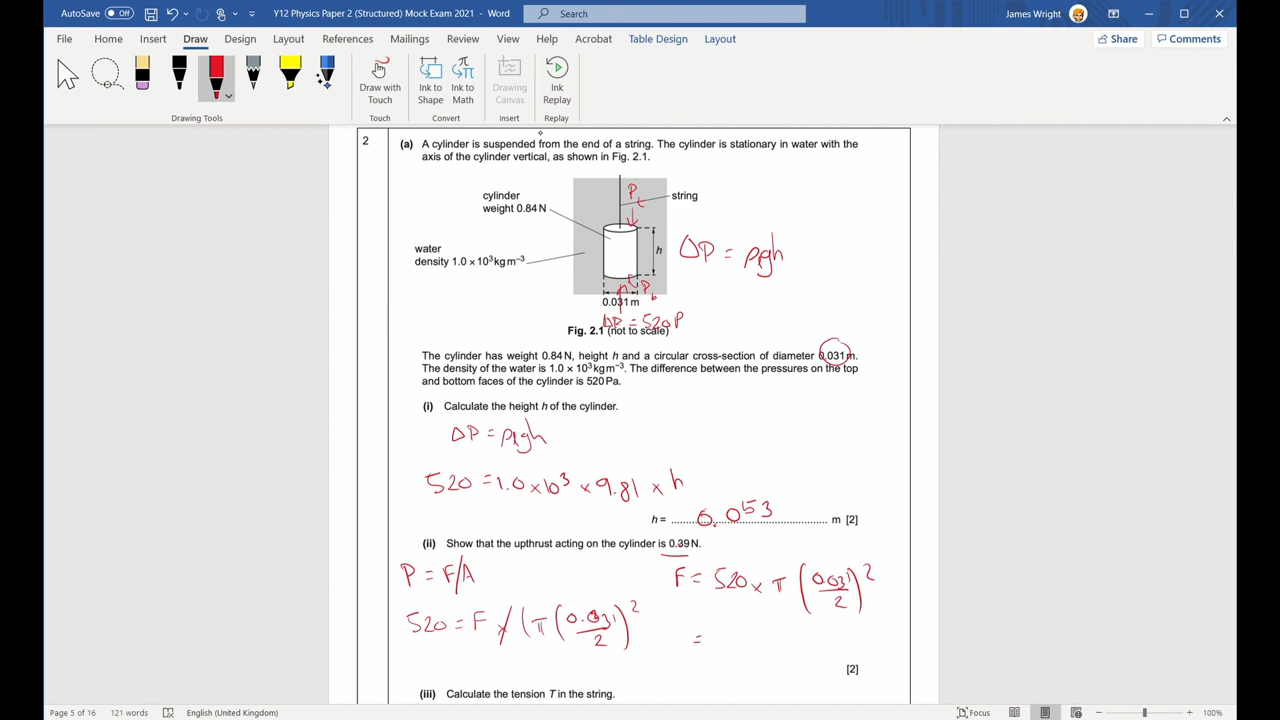 AutoSave Off
Y12 Physics Paper 2 (Structured) Mock Exam 2021 - Word
Search
James Wright
File Home Insert Draw Design Layout References Mailings Review View Help Acrobat Table Design Layout
Share Comments
Draw with Touch
Ink to Shape
Ink to Math
Drawing Canvas
Ink Replay
Drawing Tools Touch Convert Insert Replay
2 (a) A cylinder is suspended from the end of a string. The cylinder is stationary in water with the
axis of the cylinder vertical, as shown in Fig. 2.1.
cylinder
weight 0.84 N
string
Pt
water
density 1.0 × 10³ kg m⁻³
h
ΔP = ρgh
Pb
0.031 m
ΔP = 520P
Fig. 2.1 (not to scale)
The cylinder has weight 0.84 N, height h and a circular cross-section of diameter 0.031 m.
The density of the water is 1.0 × 10³ kg m⁻³. The difference between the pressures on the top
and bottom faces of the cylinder is 520 Pa.
(i) Calculate the height h of the cylinder.
ΔP = ρgh
520 = 1.0 × 10³ × 9.81 × h
h = 0.053 m [2]
(ii) Show that the upthrust acting on the cylinder is 0.39 N.
P = F/A
F = 520 × π (0.031/2)²
520 = F / (π (0.031/2)²
=
[2]
(iii) Calculate the tension T in the string.
Page 5 of 16 121 words English (United Kingdom) Focus 100%